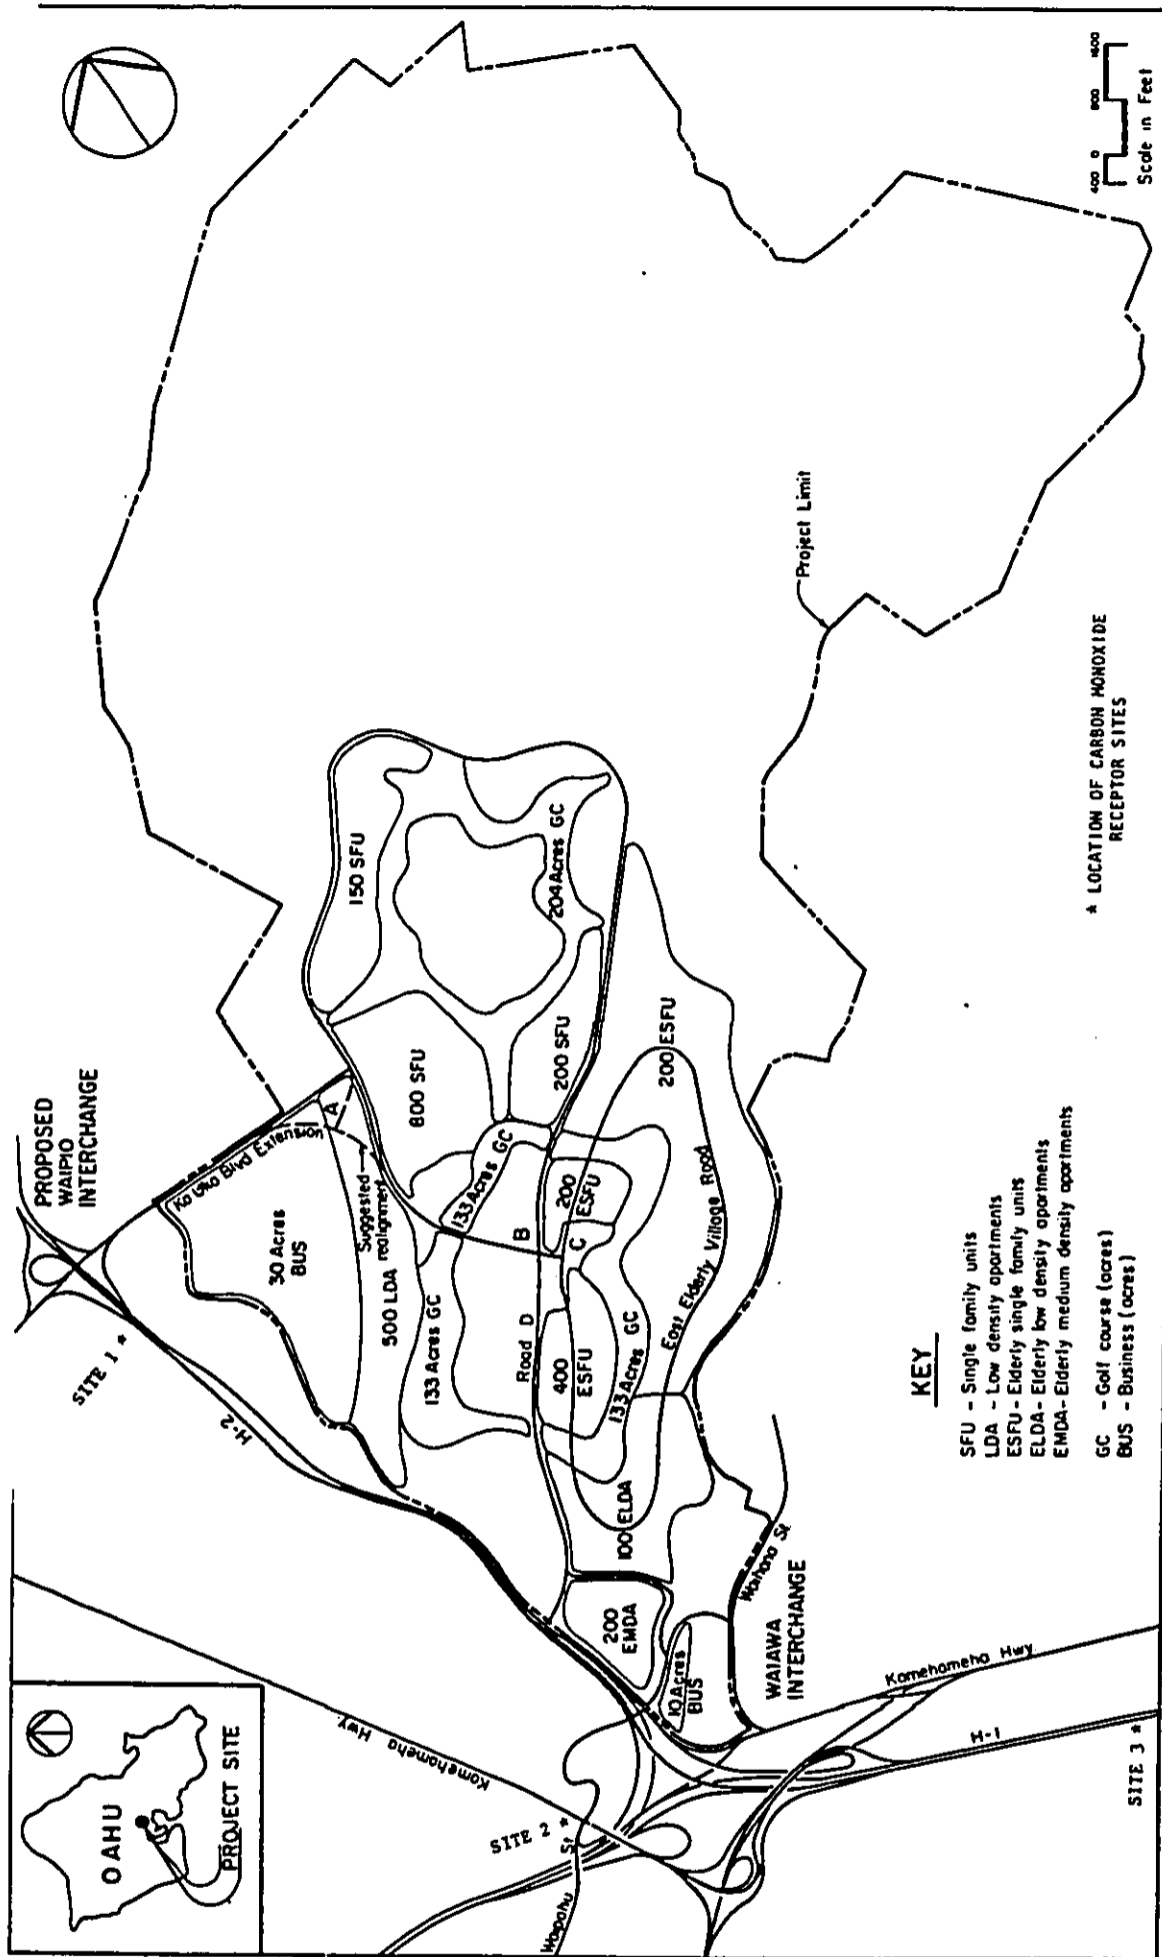 OAHU
PROJECT SITE
PROPOSED
WAIPIO
INTERCHANGE
SITE 1 *
H-2
Ka Uka Blvd Extension
A
Suggested
realignment
30 Acres
BUS
500 LDA
133 Acres GC
150 SFU
800 SFU
204 Acres GC
200 SFU
133 Acres GC
B
Road D
200
ESFU
C
400
ESFU
133 Acres GC
200 ESFU
East Elderly Village Road
100 ELDA
200
EMDA
10 Acres
BUS
Waihona St
WAIAWA
INTERCHANGE
Kamehameha Hwy.
Kamehameha Hwy.
H-1
SITE 2 *
Waipahu St
SITE 3 *
Project Limit
KEY
SFU - Single family units
LDA - Low density apartments
ESFU - Elderly single family units
ELDA - Elderly low density apartments
EMDA - Elderly medium density apartments
GC - Golf course (acres)
BUS - Business (acres)
* LOCATION OF CARBON MONOXIDE
RECEPTOR SITES
400 0 800 1600
Scale in Feet